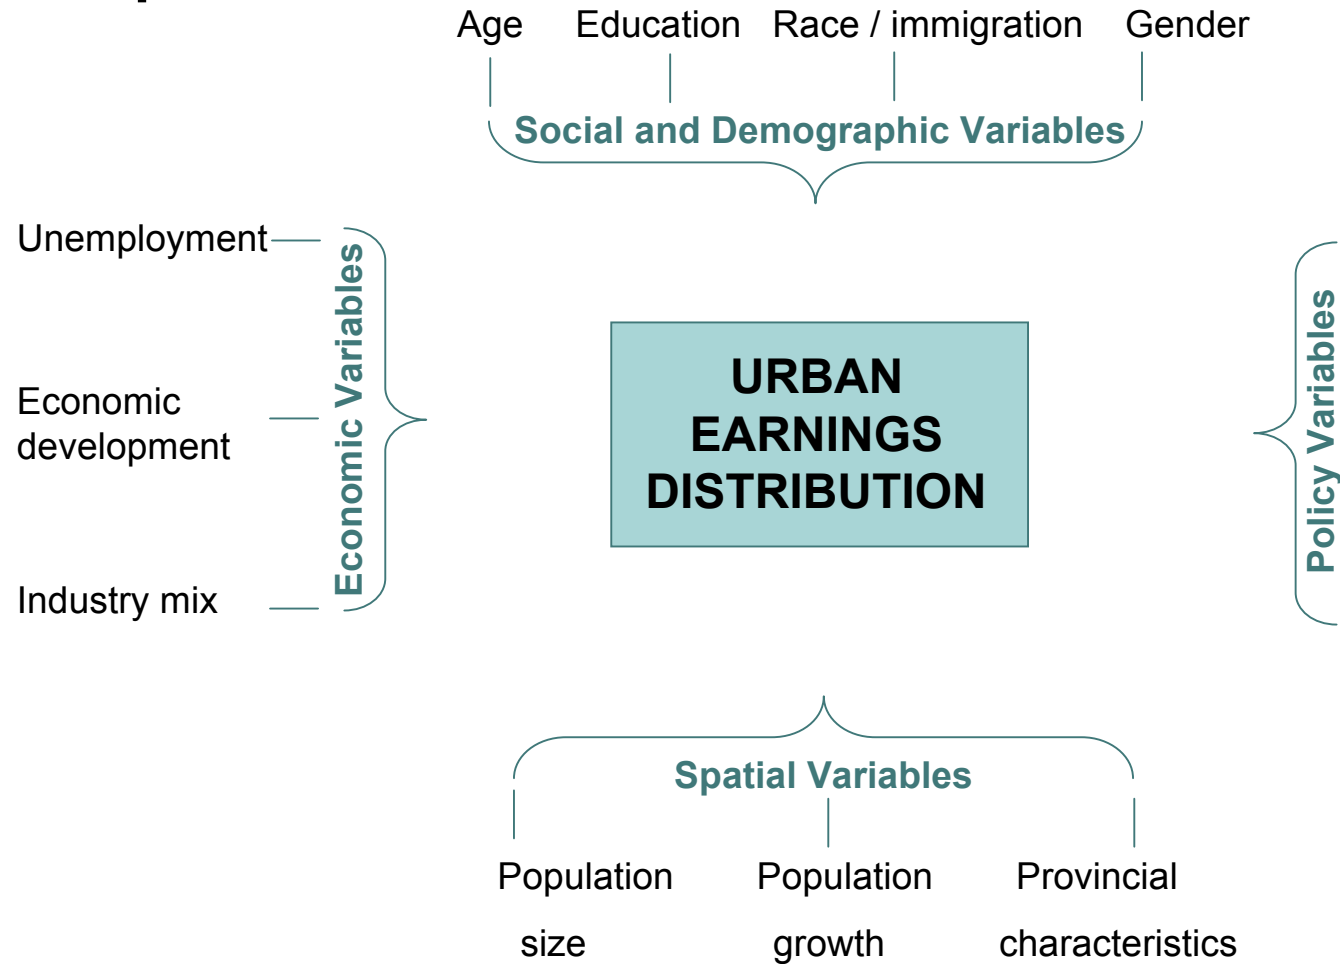 Age Education Race / immigration Gender
Social and Demographic Variables
Unemployment
Economic
development
Industry mix
Economic Variables
URBAN
EARNINGS
DISTRIBUTION
Policy Variables
Spatial Variables
Population Population Provincial
size growth characteristics